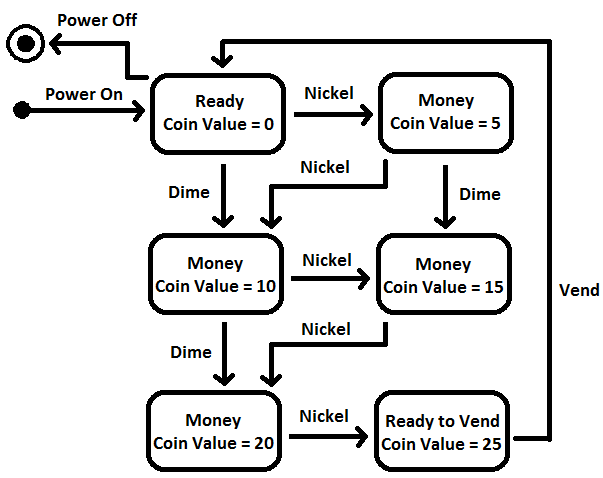 Power Off
Power On
Ready
Coin Value = 0
Nickel
Money
Coin Value = 5
Nickel
Dime
Dime
Money
Coin Value = 10
Nickel
Money
Coin Value = 15
Vend
Nickel
Dime
Money
Coin Value = 20
Nickel
Ready to Vend
Coin Value = 25